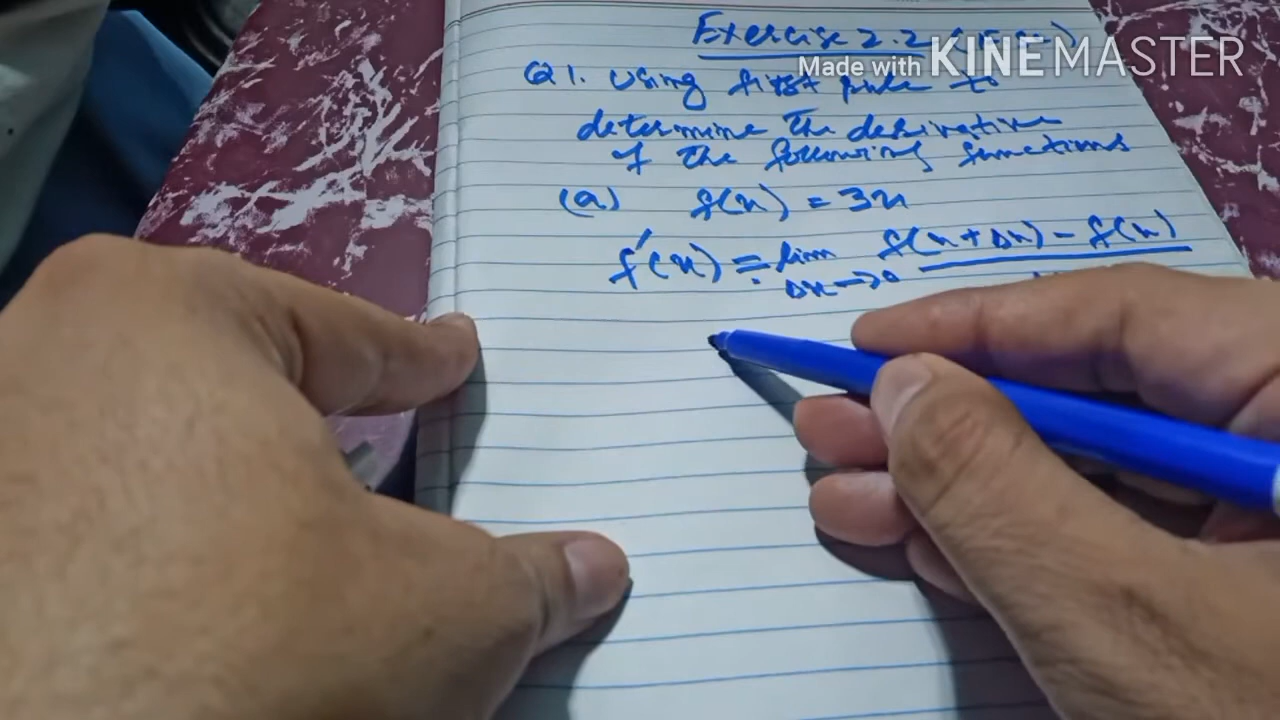 Exercise 2.2
Made with KINEMASTER
Q1. Using first rule to
determine the derivative
of the following functions
(a) f(x) = 3x
f'(x) = lim f(x+Δx) - f(x)
Δx→0